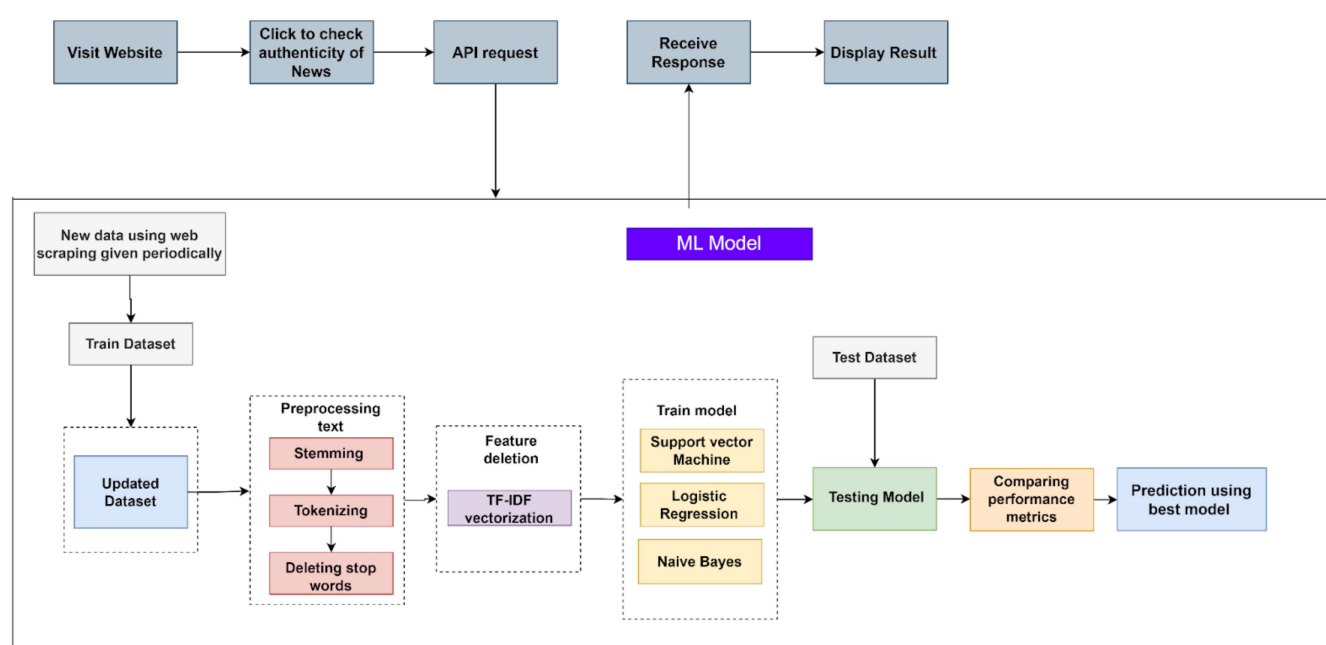 Visit Website
Click to check
authenticity of
News
API request
Receive
Response
Display Result
New data using web
scraping given periodically
ML Model
Train Dataset
Test Dataset
Updated
Dataset
Preprocessing
text
Stemming
Tokenizing
Deleting stop
words
Feature
deletion
TF-IDF
vectorization
Train model
Support vector
Machine
Logistic
Regression
Naive Bayes
Testing Model
Comparing
performance
metrics
Prediction using
best model